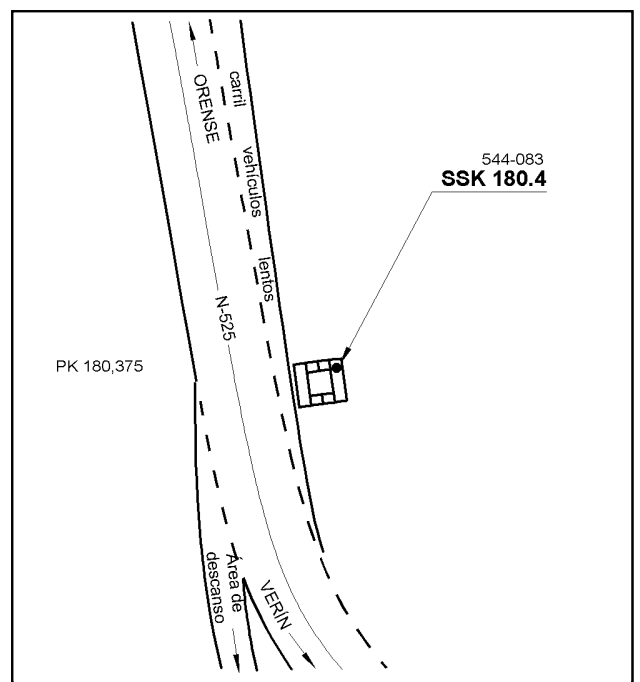 ORENSE
carril
vehículos
lentos
544-083
SSK 180.4
N-525
PK 180,375
Área de
descanso
VERÍN